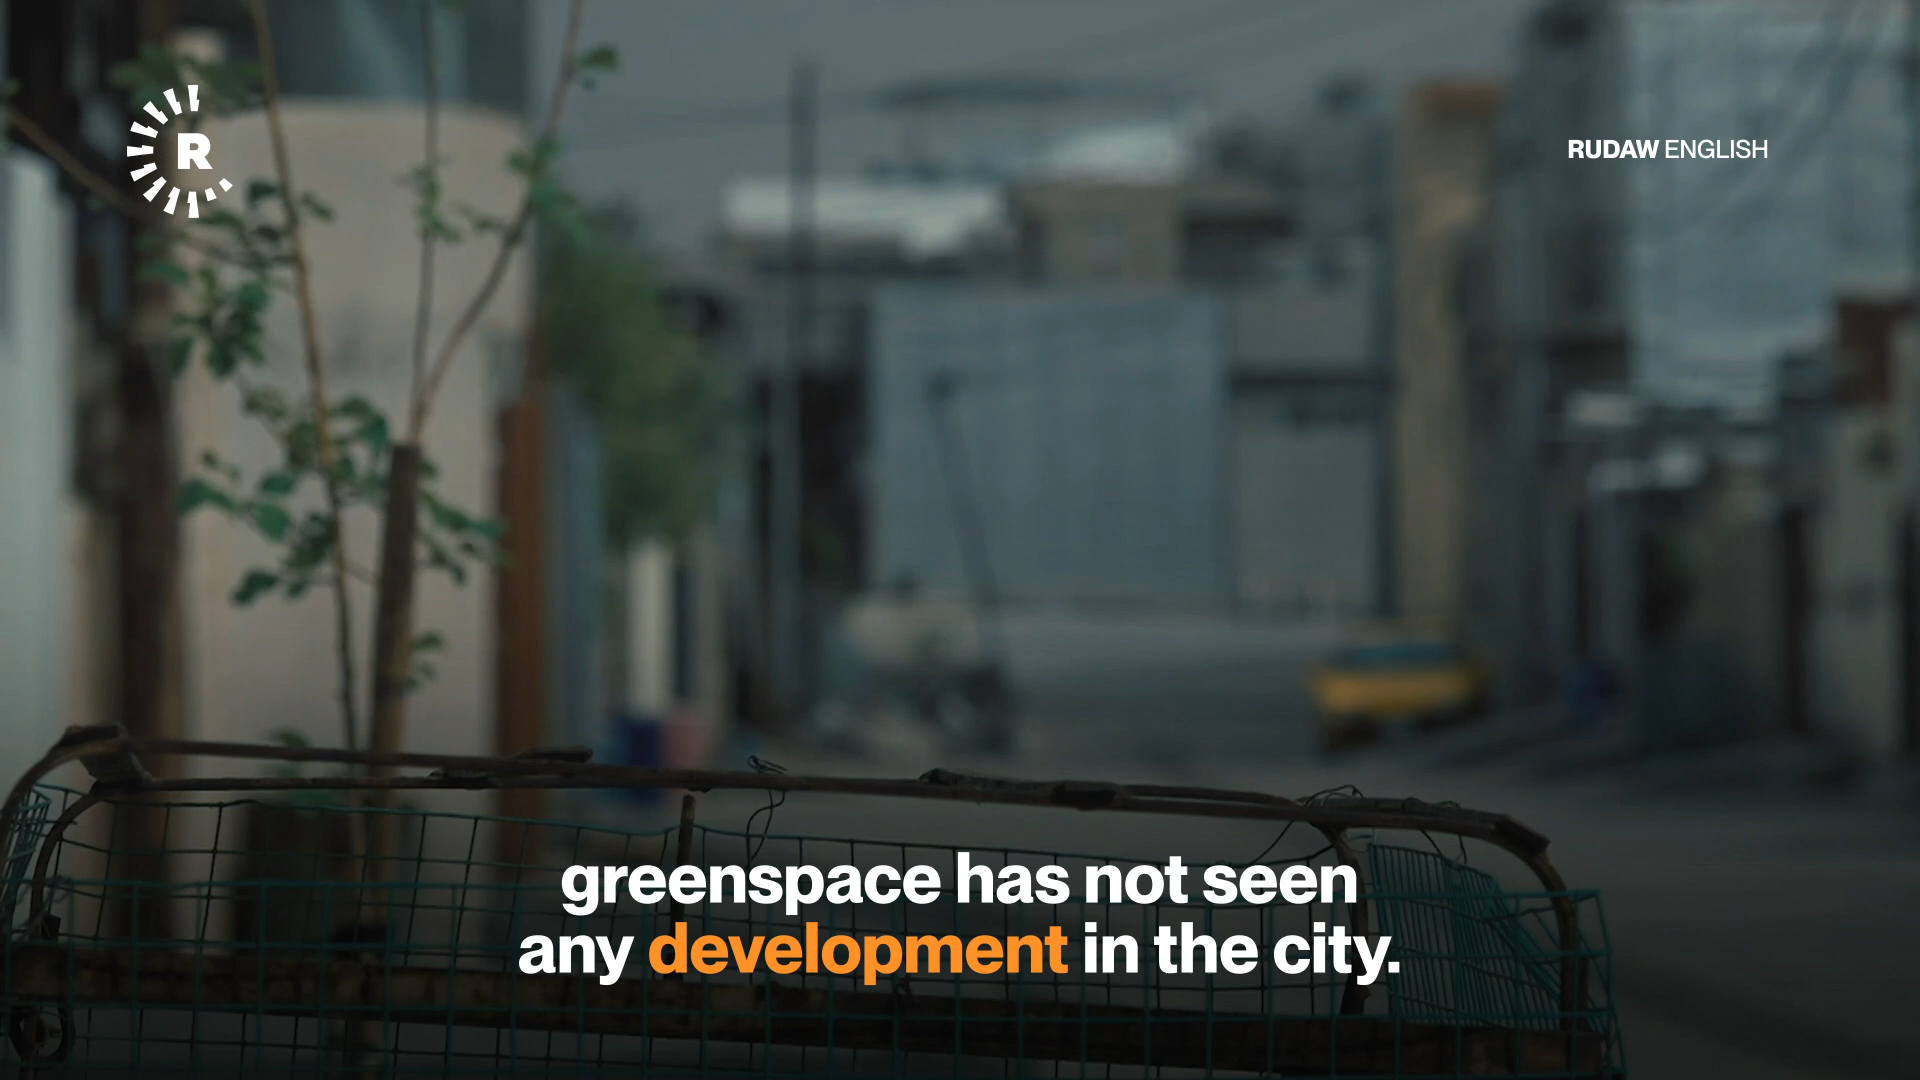 R
RUDAW ENGLISH
greenspace has not seen
any development in the city.